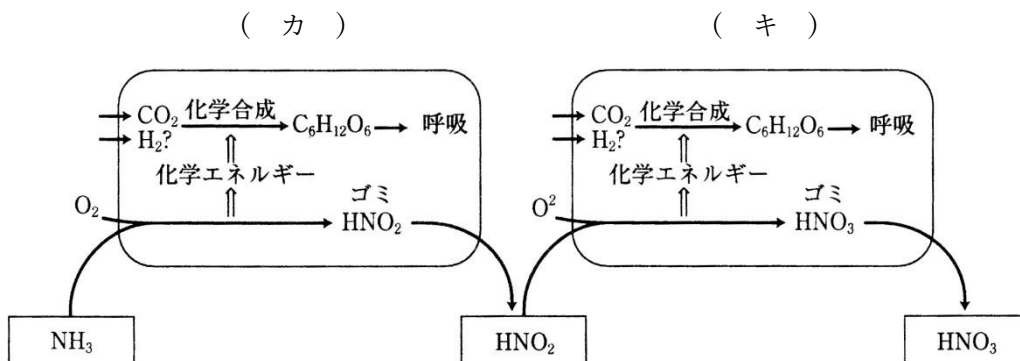 ( カ ) ( キ )
CO₂ 化学合成 C₆H₁₂O₆ 呼吸 CO₂ 化学合成 C₆H₁₂O₆ 呼吸
H₂? H₂?
化学エネルギー 化学エネルギー
ゴミ ゴミ
O₂ HNO₂ O² HNO₃
NH₃ HNO₂ HNO₃